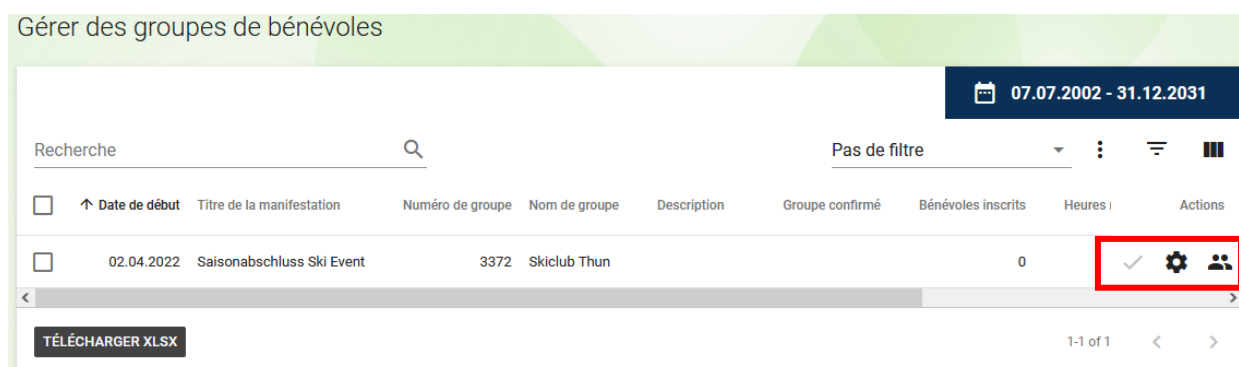 Gérer des groupes de bénévoles
07.07.2002 - 31.12.2031
Recherche Pas de filtre
Date de début Titre de la manifestation Numéro de groupe Nom de groupe Description Groupe confirmé Bénévoles inscrits Heures Actions
02.04.2022 Saisonabschluss Ski Event 3372 Skiclub Thun 0
TÉLÉCHARGER XLSX 1-1 of 1